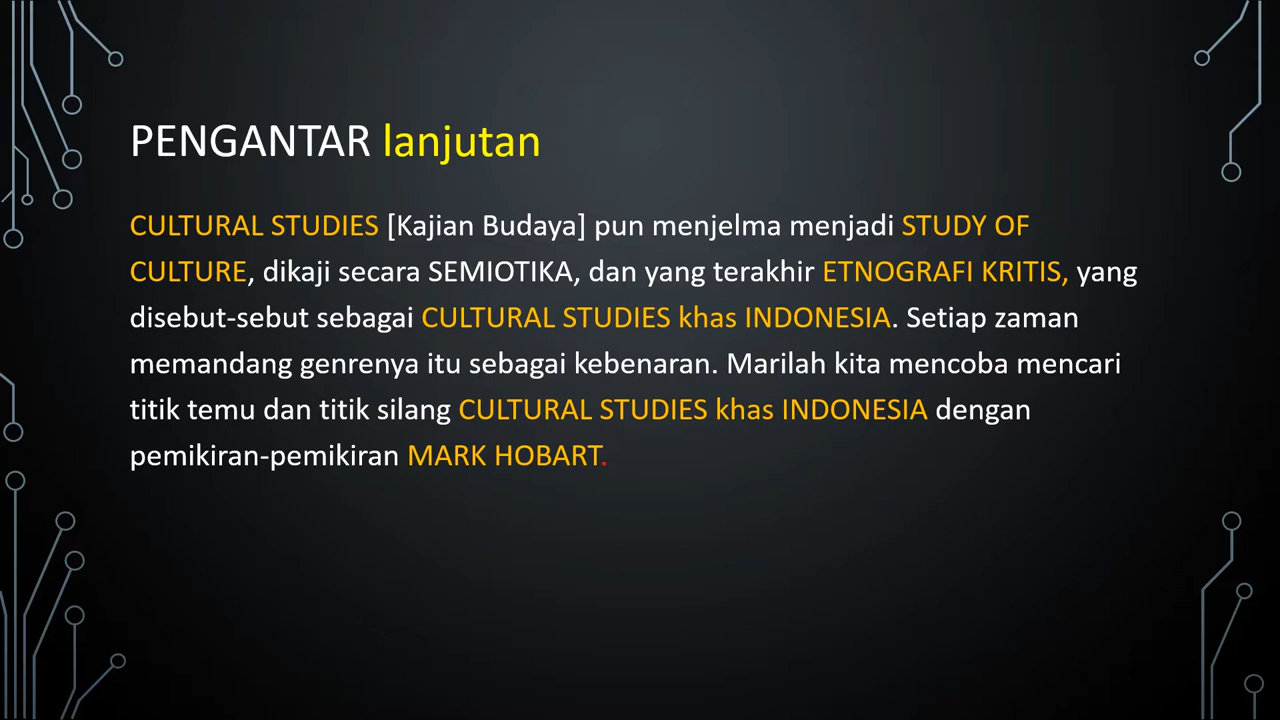 PENGANTAR lanjutan
CULTURAL STUDIES [Kajian Budaya] pun menjelma menjadi STUDY OF
CULTURE, dikaji secara SEMIOTIKA, dan yang terakhir ETNOGRAFI KRITIS, yang
disebut-sebut sebagai CULTURAL STUDIES khas INDONESIA. Setiap zaman
memandang genrenya itu sebagai kebenaran. Marilah kita mencoba mencari
titik temu dan titik silang CULTURAL STUDIES khas INDONESIA dengan
pemikiran-pemikiran MARK HOBART.